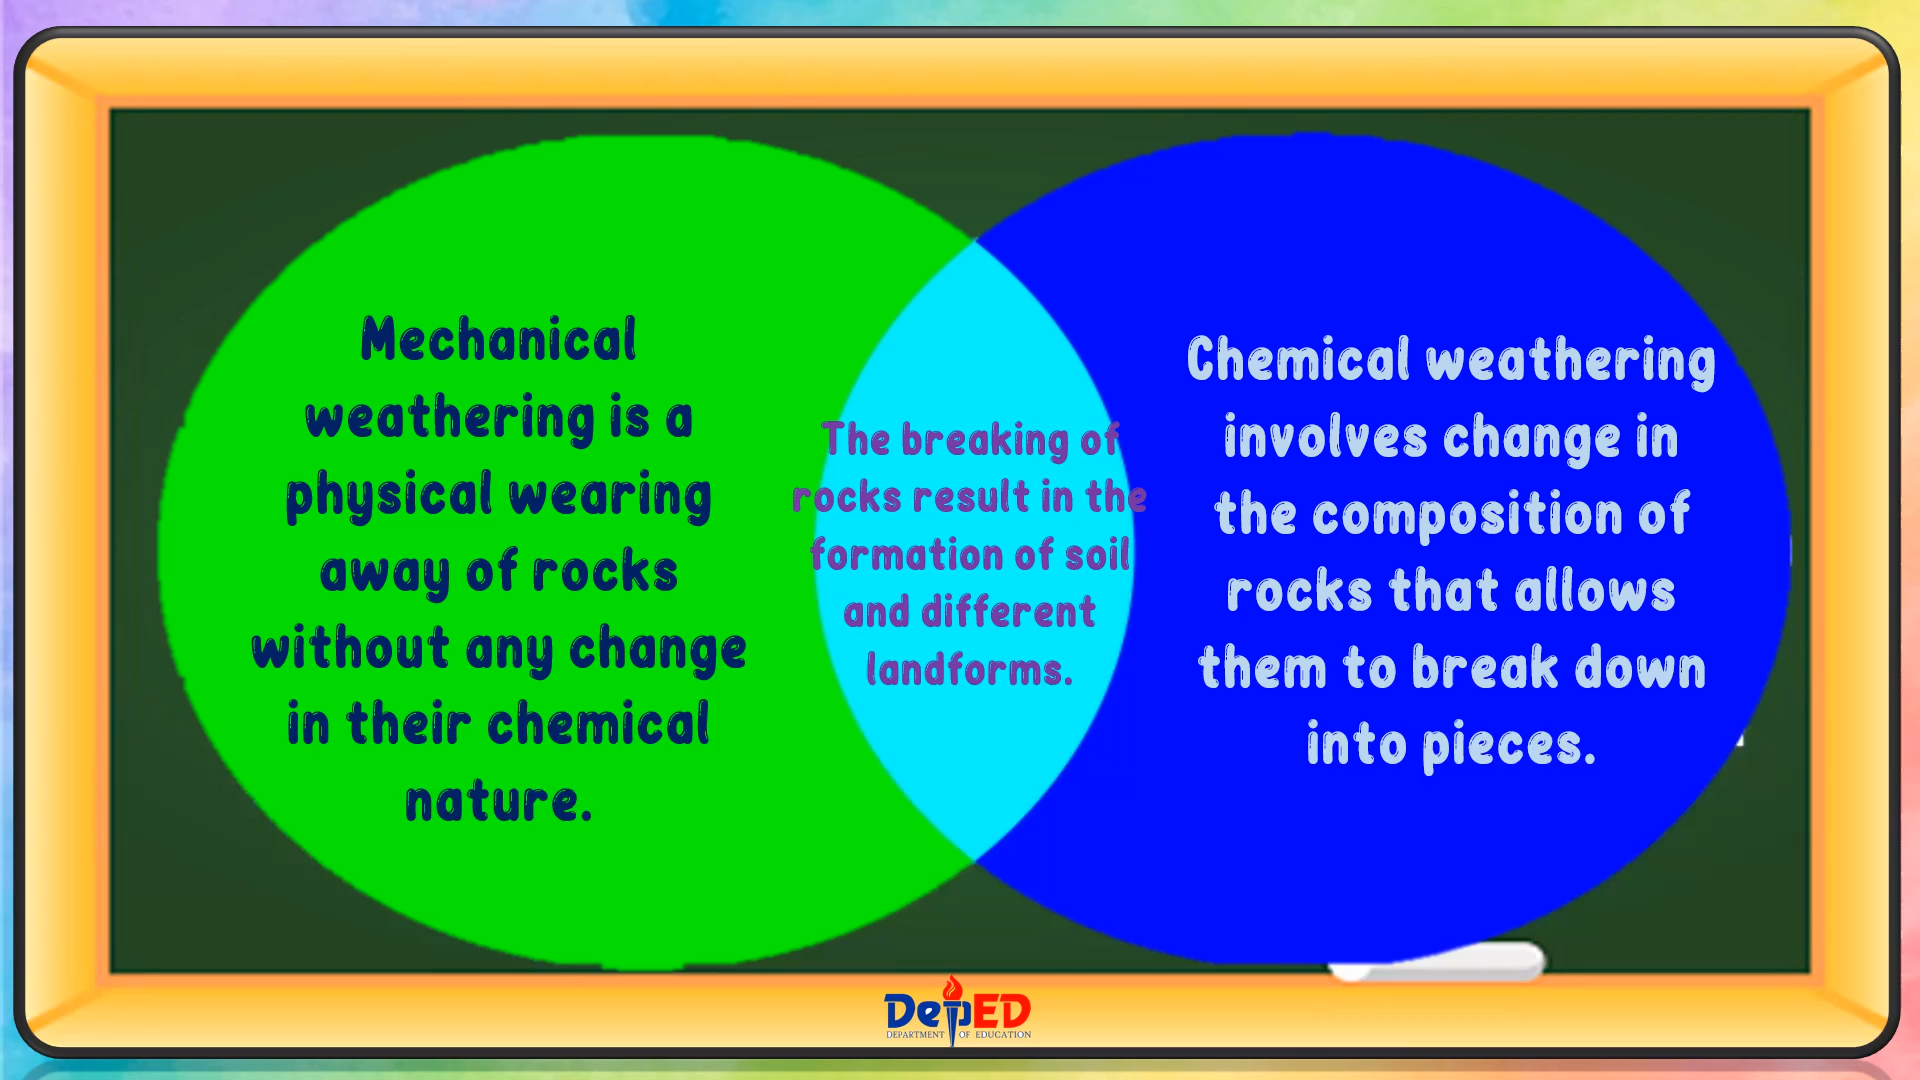 Mechanical
weathering is a
physical wearing
away of rocks
without any change
in their chemical
nature.
The breaking of
rocks result in the
formation of soil
and different
landforms.
Chemical weathering
involves change in
the composition of
rocks that allows
them to break down
into pieces.
DepED
DEPARTMENT OF EDUCATION